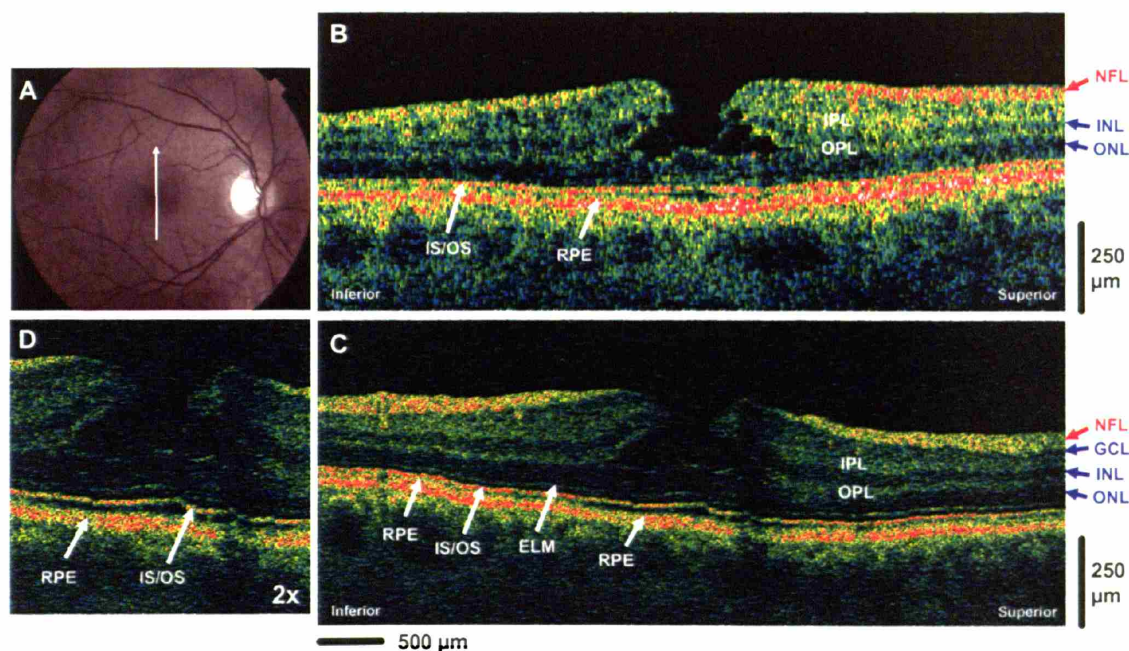 A
B
NFL
IPL
INL
OPL
ONL
IS/OS
RPE
Inferior
Superior
250
µm
D
RPE
IS/OS
2x
C
NFL
GCL
IPL
INL
OPL
ONL
RPE
IS/OS
ELM
RPE
Inferior
Superior
250
µm
500 µm